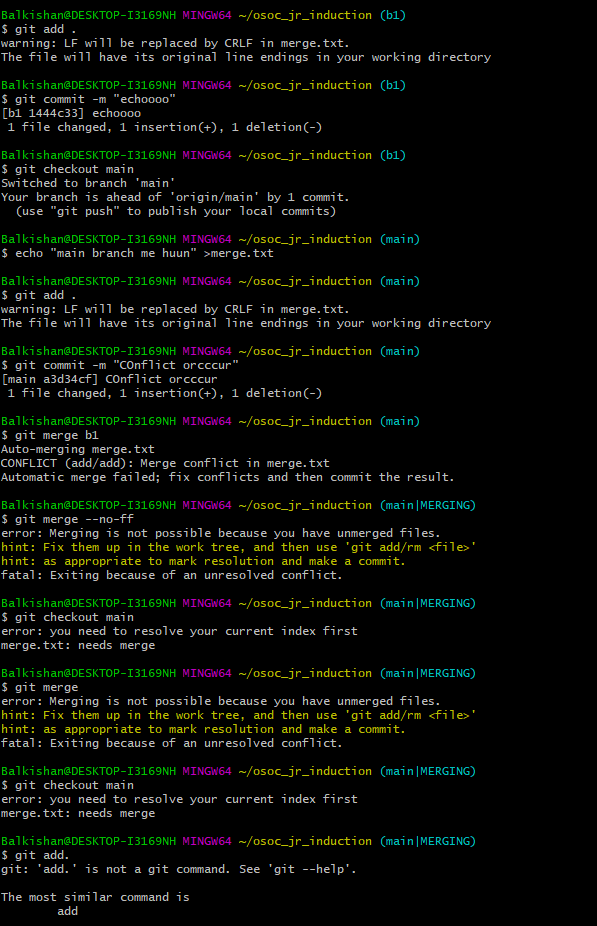 Balkishan@DESKTOP-I3169NH MINGW64 ~/osoc_jr_induction (b1)
$ git add .
warning: LF will be replaced by CRLF in merge.txt.
The file will have its original line endings in your working directory
Balkishan@DESKTOP-I3169NH MINGW64 ~/osoc_jr_induction (b1)
$ git commit -m "echoooo"
[b1 1444c33] echoooo
 1 file changed, 1 insertion(+), 1 deletion(-)
Balkishan@DESKTOP-I3169NH MINGW64 ~/osoc_jr_induction (b1)
$ git checkout main
Switched to branch 'main'
Your branch is ahead of 'origin/main' by 1 commit.
  (use "git push" to publish your local commits)
Balkishan@DESKTOP-I3169NH MINGW64 ~/osoc_jr_induction (main)
$ echo "main branch me huun" >merge.txt
Balkishan@DESKTOP-I3169NH MINGW64 ~/osoc_jr_induction (main)
$ git add .
warning: LF will be replaced by CRLF in merge.txt.
The file will have its original line endings in your working directory
Balkishan@DESKTOP-I3169NH MINGW64 ~/osoc_jr_induction (main)
$ git commit -m "COnflict orcccur"
[main a3d34cf] COnflict orcccur
 1 file changed, 1 insertion(+), 1 deletion(-)
Balkishan@DESKTOP-I3169NH MINGW64 ~/osoc_jr_induction (main)
$ git merge b1
Auto-merging merge.txt
CONFLICT (add/add): Merge conflict in merge.txt
Automatic merge failed; fix conflicts and then commit the result.
Balkishan@DESKTOP-I3169NH MINGW64 ~/osoc_jr_induction (main|MERGING)
$ git merge --no-ff
error: Merging is not possible because you have unmerged files.
hint: Fix them up in the work tree, and then use 'git add/rm <file>'
hint: as appropriate to mark resolution and make a commit.
fatal: Exiting because of an unresolved conflict.
Balkishan@DESKTOP-I3169NH MINGW64 ~/osoc_jr_induction (main|MERGING)
$ git checkout main
error: you need to resolve your current index first
merge.txt: needs merge
Balkishan@DESKTOP-I3169NH MINGW64 ~/osoc_jr_induction (main|MERGING)
$ git merge
error: Merging is not possible because you have unmerged files.
hint: Fix them up in the work tree, and then use 'git add/rm <file>'
hint: as appropriate to mark resolution and make a commit.
fatal: Exiting because of an unresolved conflict.
Balkishan@DESKTOP-I3169NH MINGW64 ~/osoc_jr_induction (main|MERGING)
$ git checkout main
error: you need to resolve your current index first
merge.txt: needs merge
Balkishan@DESKTOP-I3169NH MINGW64 ~/osoc_jr_induction (main|MERGING)
$ git add.
git: 'add.' is not a git command. See 'git --help'.
The most similar command is
        add